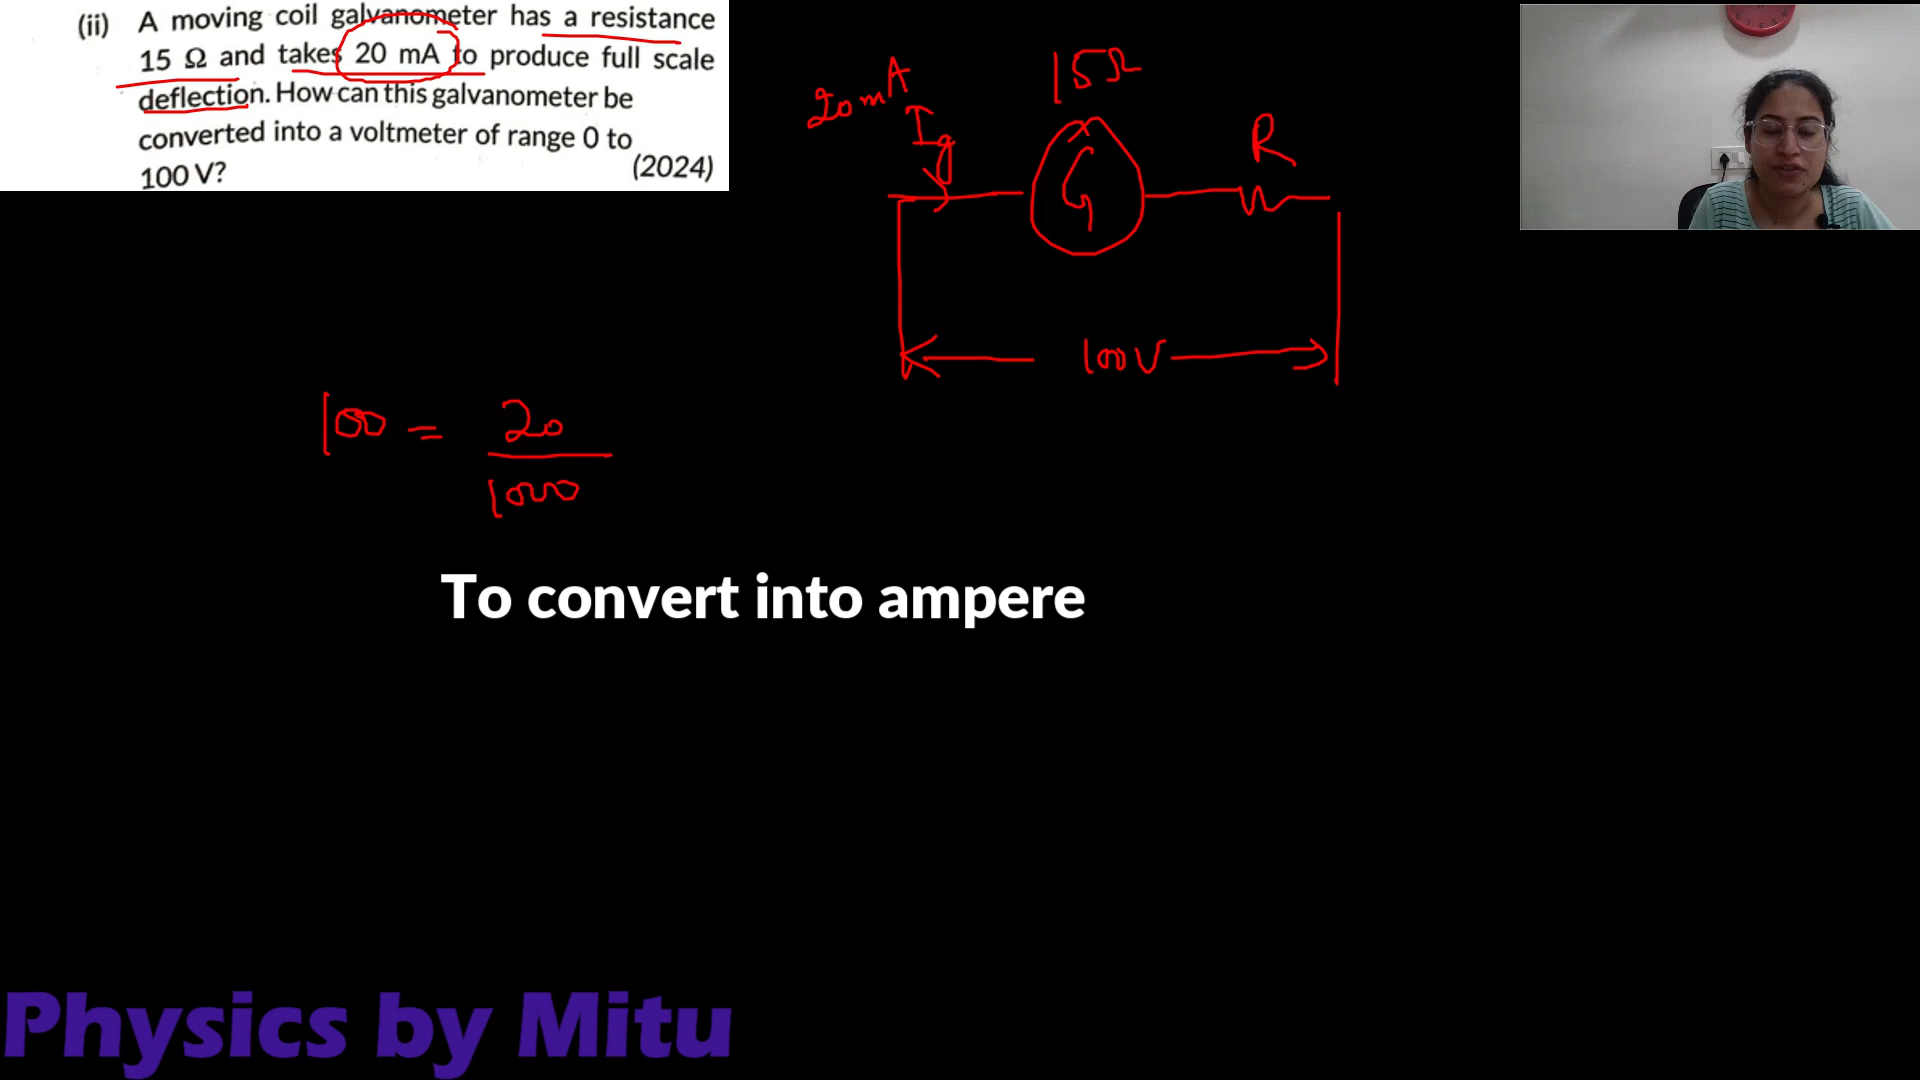 (ii) A moving coil galvanometer has a resistance
15 Ω and takes 20 mA to produce full scale
deflection. How can this galvanometer be
converted into a voltmeter of range 0 to
100 V? (2024)
20mA
Ig
15Ω
G
R
100V
100 = 20
1000
To convert into ampere
Physics by Mitu